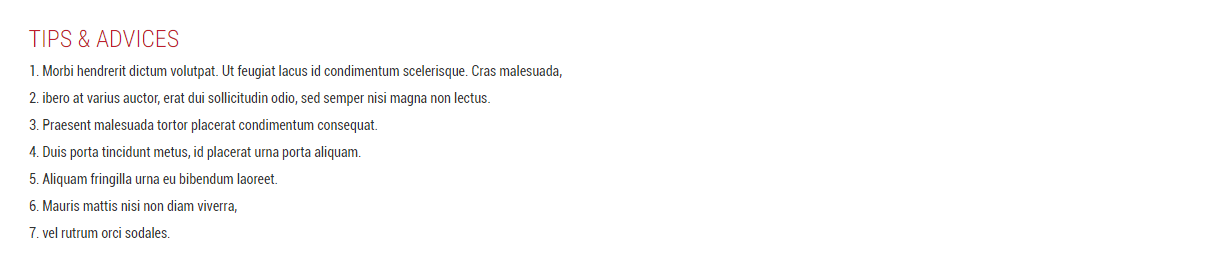 TIPS & ADVICES
1. Morbi hendrerit dictum volutpat. Ut feugiat lacus id condimentum scelerisque. Cras malesuada,
2. ibero at varius auctor, erat dui sollicitudin odio, sed semper nisi magna non lectus.
3. Praesent malesuada tortor placerat condimentum consequat.
4. Duis porta tincidunt metus, id placerat urna porta aliquam.
5. Aliquam fringilla urna eu bibendum laoreet.
6. Mauris mattis nisi non diam viverra,
7. vel rutrum orci sodales.